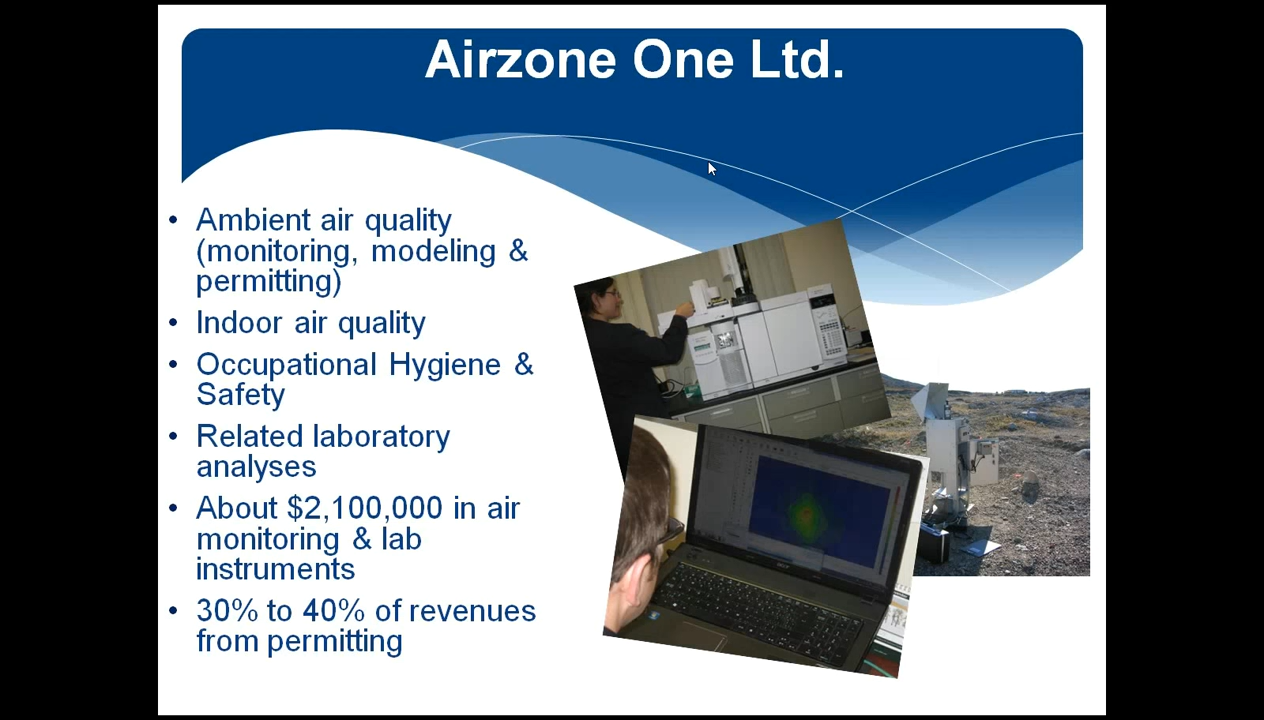 Airzone One Ltd.
• Ambient air quality
(monitoring, modeling &
permitting)
• Indoor air quality
• Occupational Hygiene &
Safety
• Related laboratory
analyses
• About $2,100,000 in air
monitoring & lab
instruments
• 30% to 40% of revenues
from permitting